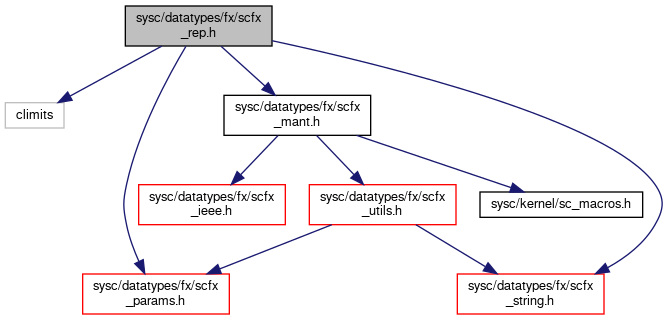 sysc/datatypes/fx/scfx
_rep.h
climits
sysc/datatypes/fx/scfx
_mant.h
sysc/datatypes/fx/scfx
_ieee.h
sysc/datatypes/fx/scfx
_utils.h
sysc/kernel/sc_macros.h
sysc/datatypes/fx/scfx
_params.h
sysc/datatypes/fx/scfx
_string.h